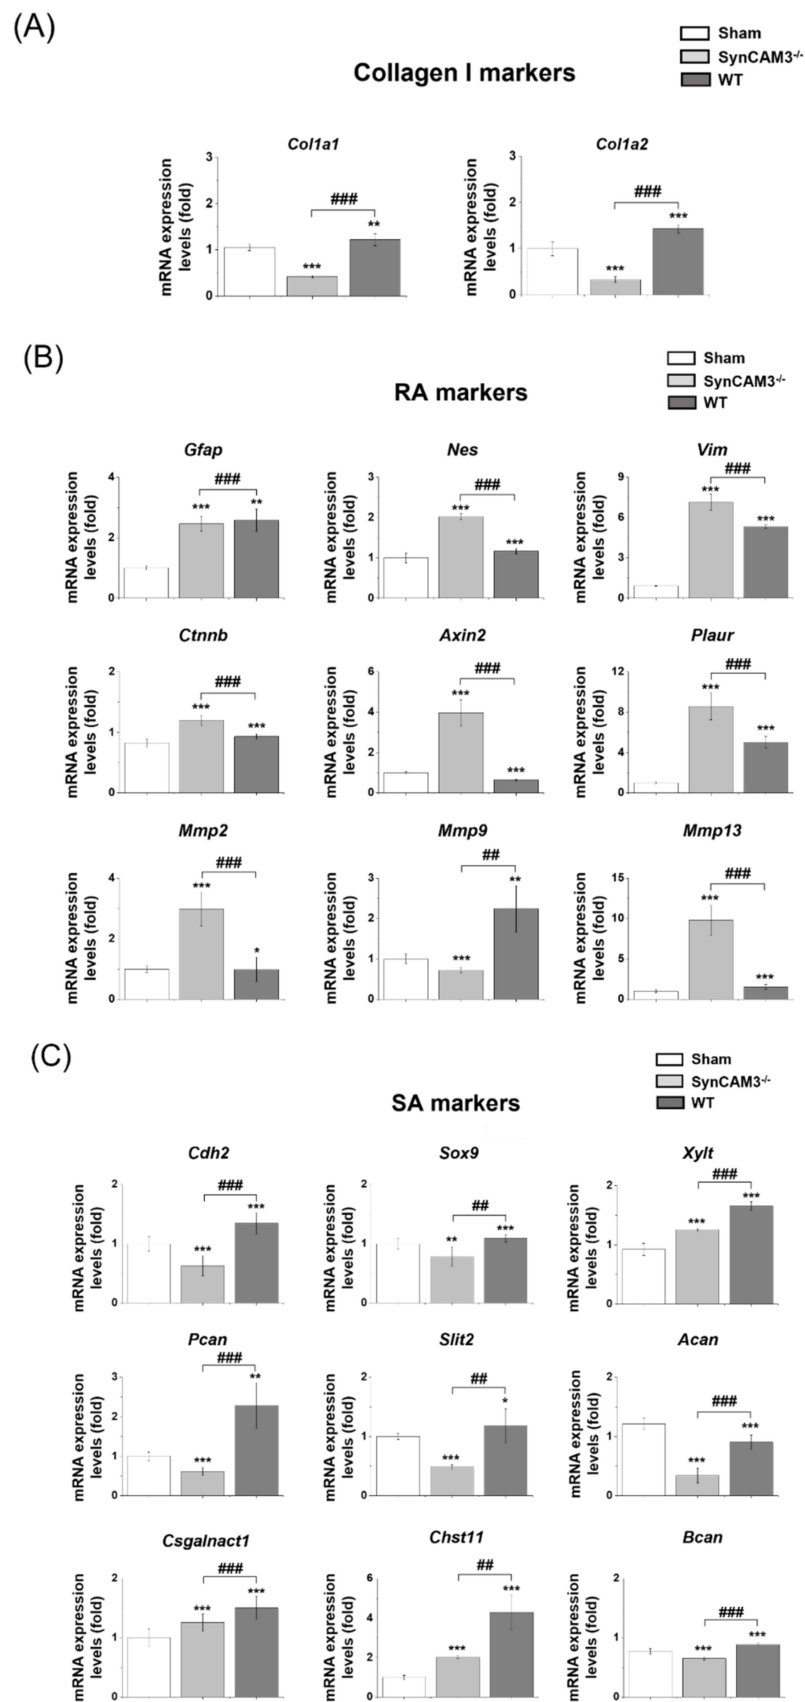 (A)
Sham
SynCAM3-/-
WT
Collagen I markers
Col1a1
Col1a2
mRNA expression
levels (fold)
3
2
1
0
***
**
###
mRNA expression
levels (fold)
3
2
1
0
***
***
###
(B)
Sham
SynCAM3-/-
WT
RA markers
Gfap
Nes
Vim
mRNA expression
levels (fold)
4
2
0
***
**
###
mRNA expression
levels (fold)
3
2
1
0
***
***
###
mRNA expression
levels (fold)
9
6
3
0
***
***
###
Ctnnb
Axin2
Plaur
mRNA expression
levels (fold)
2
1
0
***
***
###
mRNA expression
levels (fold)
6
4
2
0
***
***
###
mRNA expression
levels (fold)
12
8
4
0
***
***
###
Mmp2
Mmp9
Mmp13
mRNA expression
levels (fold)
4
2
0
***
*
###
mRNA expression
levels (fold)
3
2
1
0
***
**
##
mRNA expression
levels (fold)
15
10
5
0
***
***
###
(C)
Sham
SynCAM3-/-
WT
SA markers
Cdh2
Sox9
Xylt
mRNA expression
levels (fold)
2
1
0
***
***
###
mRNA expression
levels (fold)
2
1
0
**
***
##
mRNA expression
levels (fold)
2
1
0
***
***
###
Pcan
Slit2
Acan
mRNA expression
levels (fold)
3
2
1
0
***
**
###
mRNA expression
levels (fold)
2
1
0
***
*
##
mRNA expression
levels (fold)
2
1
0
***
***
###
Csgalnact1
Chst11
Bcan
mRNA expression
levels (fold)
2
1
0
***
***
###
mRNA expression
levels (fold)
6
4
2
0
***
***
##
mRNA expression
levels (fold)
2
1
0
***
***
###